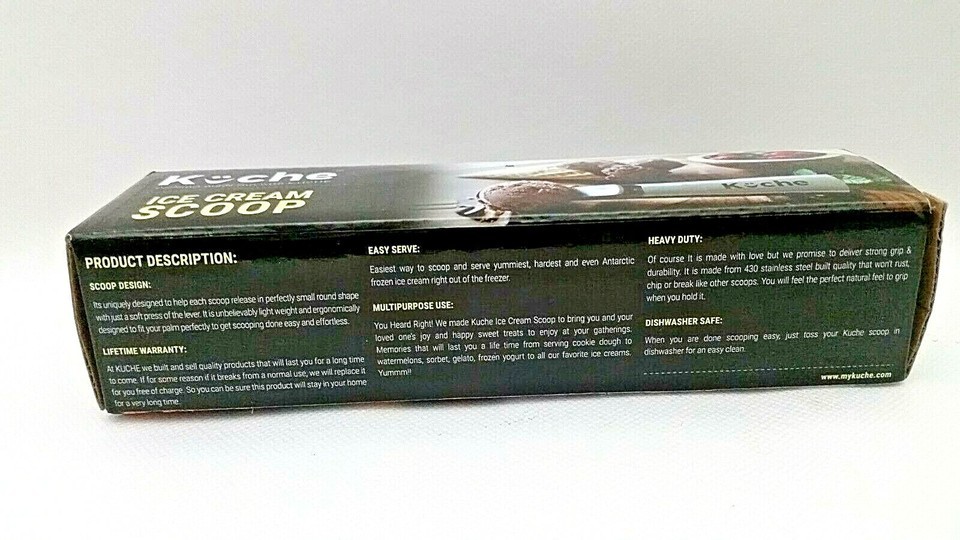 Küche
ICE CREAM
SCOOP
Küche
PRODUCT DESCRIPTION:
SCOOP DESIGN:
Its uniquely designed to help each scoop release in perfectly small round shape
with just a soft press of the lever. It is unbelievably light weight and ergonomically
designed to fit your palm perfectly to get scooping done easy and effortless.
LIFETIME WARRANTY:
At KUCHE we built and sell quality products that will last you for a long time
to come. If for some reason if it breaks from a normal use, we will replace it
for you free of charge. So you can be sure this product will stay in your home
for a very long time.
EASY SERVE:
Easiest way to scoop and serve yummiest, hardest and even Antarctic
frozen ice cream right out of the freezer.
MULTIPURPOSE USE:
You Heard Right! We made Kuche Ice Cream Scoop to bring you and your
loved one's joy and happy sweet treats to enjoy at your gatherings.
Memories that will last you a life time from serving cookie dough to
watermelons, sorbet, gelato, frozen yogurt to all our favorite ice creams.
Yummm!!
HEAVY DUTY:
Of course It is made with love but we promise to deliver strong grip &
durability. It is made from 430 stainless steel built quality that won't rust,
chip or break like other scoops. You will feel the perfect natural feel to grip
when you hold it.
DISHWASHER SAFE:
When you are done scooping easy, just toss your Kuche scoop in
dishwasher for an easy clean.
www.mykuche.com